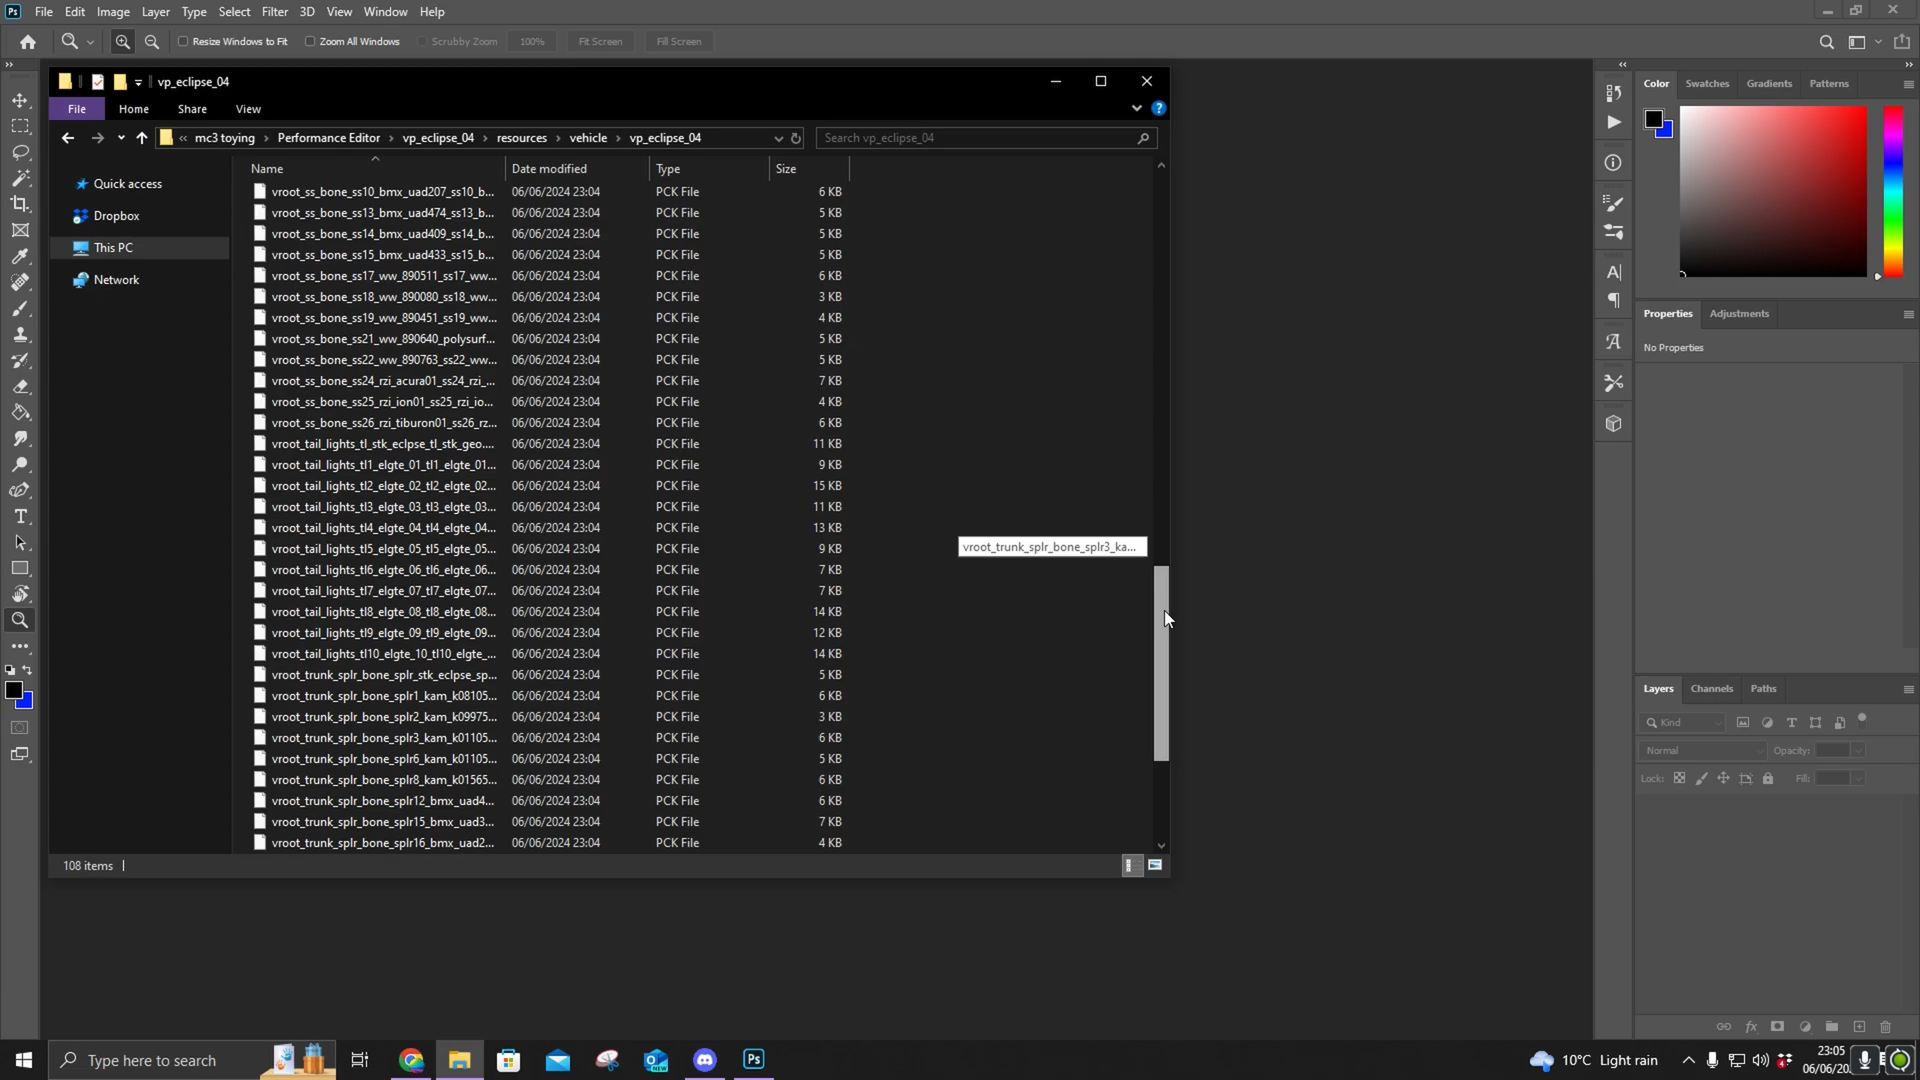 Ps File Edit Image Layer Type Select Filter 3D View Window Help
Resize Windows to Fit Zoom All Windows Scrubby Zoom 100% Fit Screen Fill Screen
vp_eclipse_04
File Home Share View
« mc3 toying › Performance Editor › vp_eclipse_04 › resources › vehicle › vp_eclipse_04
Search vp_eclipse_04
Quick access
Dropbox
This PC
Network
Name Date modified Type Size
vroot_ss_bone_ss10_bmx_uad207_ss10_b... 06/06/2024 23:04 PCK File 6 KB
vroot_ss_bone_ss13_bmx_uad474_ss13_b... 06/06/2024 23:04 PCK File 5 KB
vroot_ss_bone_ss14_bmx_uad409_ss14_b... 06/06/2024 23:04 PCK File 5 KB
vroot_ss_bone_ss15_bmx_uad433_ss15_b... 06/06/2024 23:04 PCK File 5 KB
vroot_ss_bone_ss17_ww_890511_ss17_ww... 06/06/2024 23:04 PCK File 6 KB
vroot_ss_bone_ss18_ww_890080_ss18_ww... 06/06/2024 23:04 PCK File 3 KB
vroot_ss_bone_ss19_ww_890451_ss19_ww... 06/06/2024 23:04 PCK File 4 KB
vroot_ss_bone_ss21_ww_890640_polysurf... 06/06/2024 23:04 PCK File 5 KB
vroot_ss_bone_ss22_ww_890763_ss22_ww... 06/06/2024 23:04 PCK File 5 KB
vroot_ss_bone_ss24_rzi_acura01_ss24_rzi_... 06/06/2024 23:04 PCK File 7 KB
vroot_ss_bone_ss25_rzi_ion01_ss25_rzi_io... 06/06/2024 23:04 PCK File 4 KB
vroot_ss_bone_ss26_rzi_tiburon01_ss26_rz... 06/06/2024 23:04 PCK File 6 KB
vroot_tail_lights_tl_stk_eclpse_tl_stk_geo.... 06/06/2024 23:04 PCK File 11 KB
vroot_tail_lights_tl1_elgte_01_tl1_elgte_01... 06/06/2024 23:04 PCK File 9 KB
vroot_tail_lights_tl2_elgte_02_tl2_elgte_02... 06/06/2024 23:04 PCK File 15 KB
vroot_tail_lights_tl3_elgte_03_tl3_elgte_03... 06/06/2024 23:04 PCK File 11 KB
vroot_tail_lights_tl4_elgte_04_tl4_elgte_04... 06/06/2024 23:04 PCK File 13 KB
vroot_tail_lights_tl5_elgte_05_tl5_elgte_05... 06/06/2024 23:04 PCK File 9 KB
vroot_tail_lights_tl6_elgte_06_tl6_elgte_06... 06/06/2024 23:04 PCK File 7 KB
vroot_tail_lights_tl7_elgte_07_tl7_elgte_07... 06/06/2024 23:04 PCK File 7 KB
vroot_tail_lights_tl8_elgte_08_tl8_elgte_08... 06/06/2024 23:04 PCK File 14 KB
vroot_tail_lights_tl9_elgte_09_tl9_elgte_09... 06/06/2024 23:04 PCK File 12 KB
vroot_tail_lights_tl10_elgte_10_tl10_elgte_... 06/06/2024 23:04 PCK File 14 KB
vroot_trunk_splr_bone_splr_stk_eclpse_sp... 06/06/2024 23:04 PCK File 5 KB
vroot_trunk_splr_bone_splr1_kam_k08105... 06/06/2024 23:04 PCK File 6 KB
vroot_trunk_splr_bone_splr2_kam_k09975... 06/06/2024 23:04 PCK File 3 KB
vroot_trunk_splr_bone_splr3_kam_k01105... 06/06/2024 23:04 PCK File 6 KB
vroot_trunk_splr_bone_splr6_kam_k01105... 06/06/2024 23:04 PCK File 5 KB
vroot_trunk_splr_bone_splr8_kam_k01565... 06/06/2024 23:04 PCK File 6 KB
vroot_trunk_splr_bone_splr12_bmx_uad4... 06/06/2024 23:04 PCK File 6 KB
vroot_trunk_splr_bone_splr15_bmx_uad3... 06/06/2024 23:04 PCK File 7 KB
vroot_trunk_splr_bone_splr16_bmx_uad2... 06/06/2024 23:04 PCK File 4 KB
vroot_trunk_splr_bone_splr3_ka...
108 items
Color Swatches Gradients Patterns
Properties Adjustments
No Properties
Layers Channels Paths
Kind
Normal Opacity:
Lock: Fill:
Type here to search
NEW
Ps
10°C Light rain
23:05
06/06/20